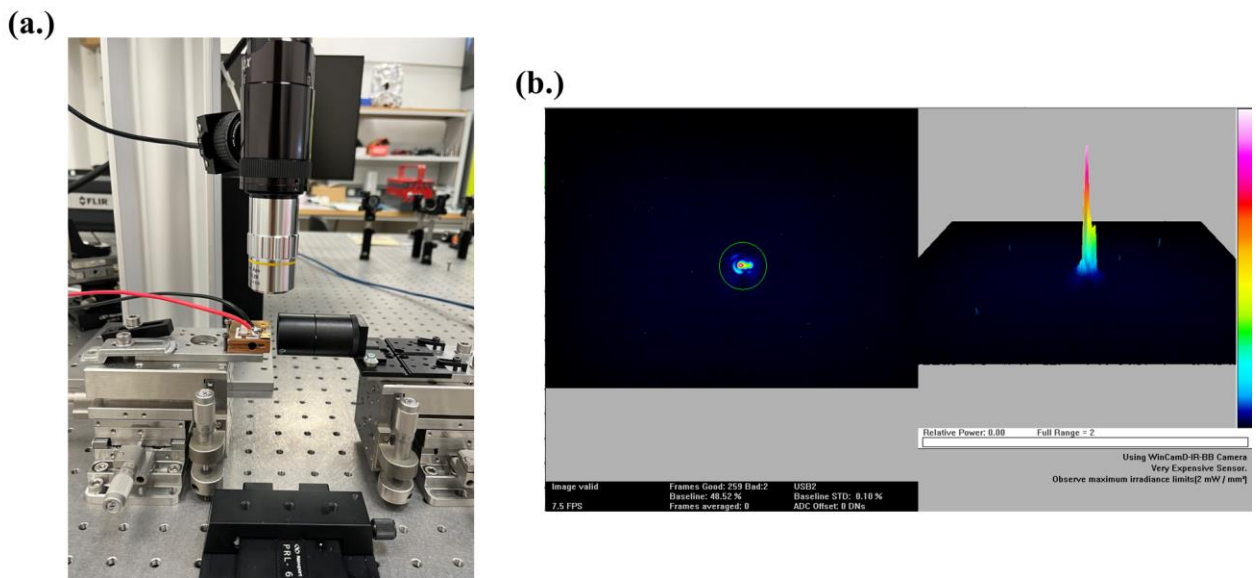 (a.)
FLIR
PRL-6
(b.)
Relative Power: 0.00 Full Range = 2
Using WinCamD-IR-BB Camera
Very Expensive Sensor.
Observe maximum irradiance limits(2 mW / mm²)
Image valid Frames Good: 259 Bad:2 USB2
Baseline: 48.52 % Baseline STD: 0.10 %
7.5 FPS Frames averaged: 0 ADC Offset: 0 DNs